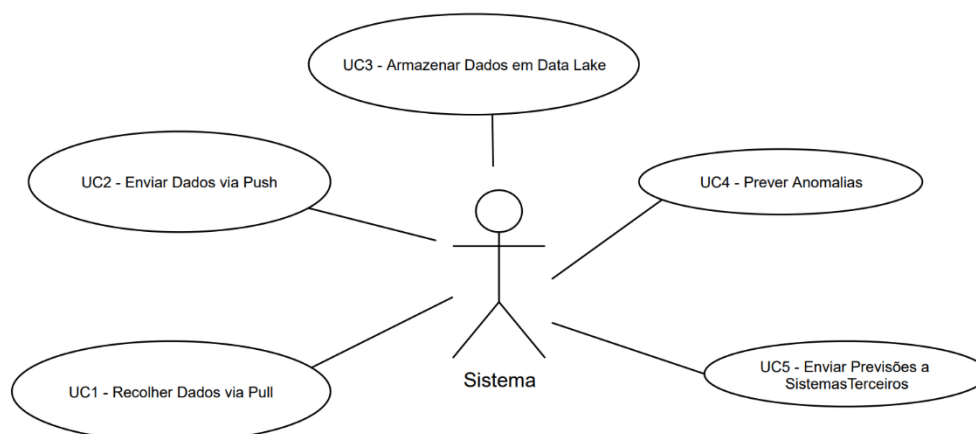 UC3 - Armazenar Dados em Data Lake
UC2 - Enviar Dados via Push
UC4 - Prever Anomalias
UC1 - Recolher Dados via Pull
Sistema
UC5 - Enviar Previsões a
SistemasTerceiros